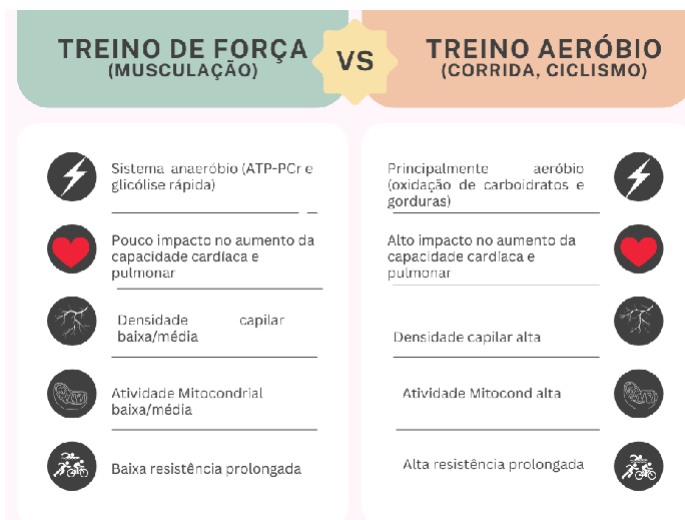 TREINO DE FORÇA
(MUSCULAÇÃO)
VS
TREINO AERÓBIO
(CORRIDA, CICLISMO)
Sistema anaeróbio (ATP-PCr e
glicólise rápida)
Pouco impacto no aumento da
capacidade cardíaca e
pulmonar
Densidade capilar
baixa/média
Atividade Mitocondrial
baixa/média
Baixa resistência prolongada
Principalmente aeróbio
(oxidação de carboidratos e
gorduras)
Alto impacto no aumento da
capacidade cardíaca e
pulmonar
Densidade capilar alta
Atividade Mitocond alta
Alta resistência prolongada